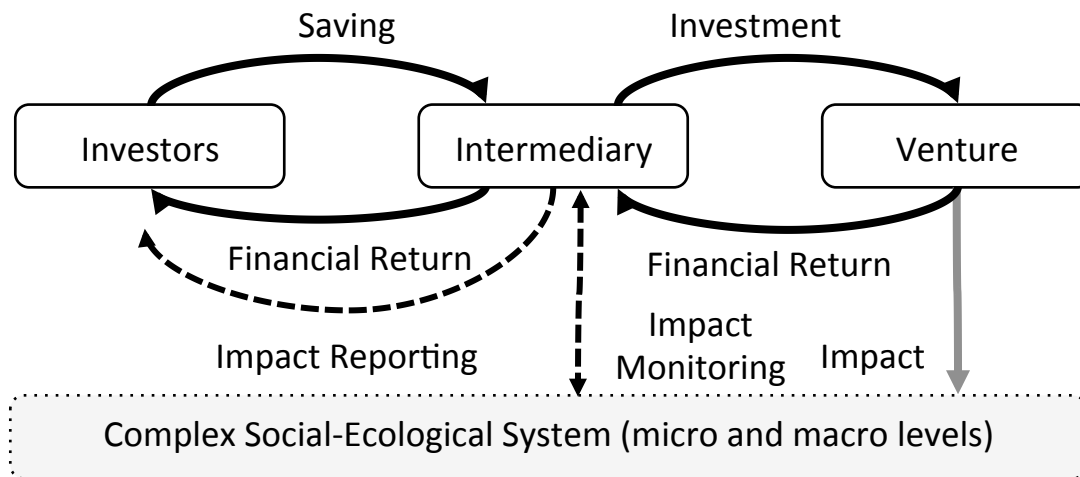 Saving
Investment
Investors
Intermediary
Venture
Financial Return
Financial Return
Impact Reporting
Impact
Monitoring
Impact
Complex Social-Ecological System (micro and macro levels)